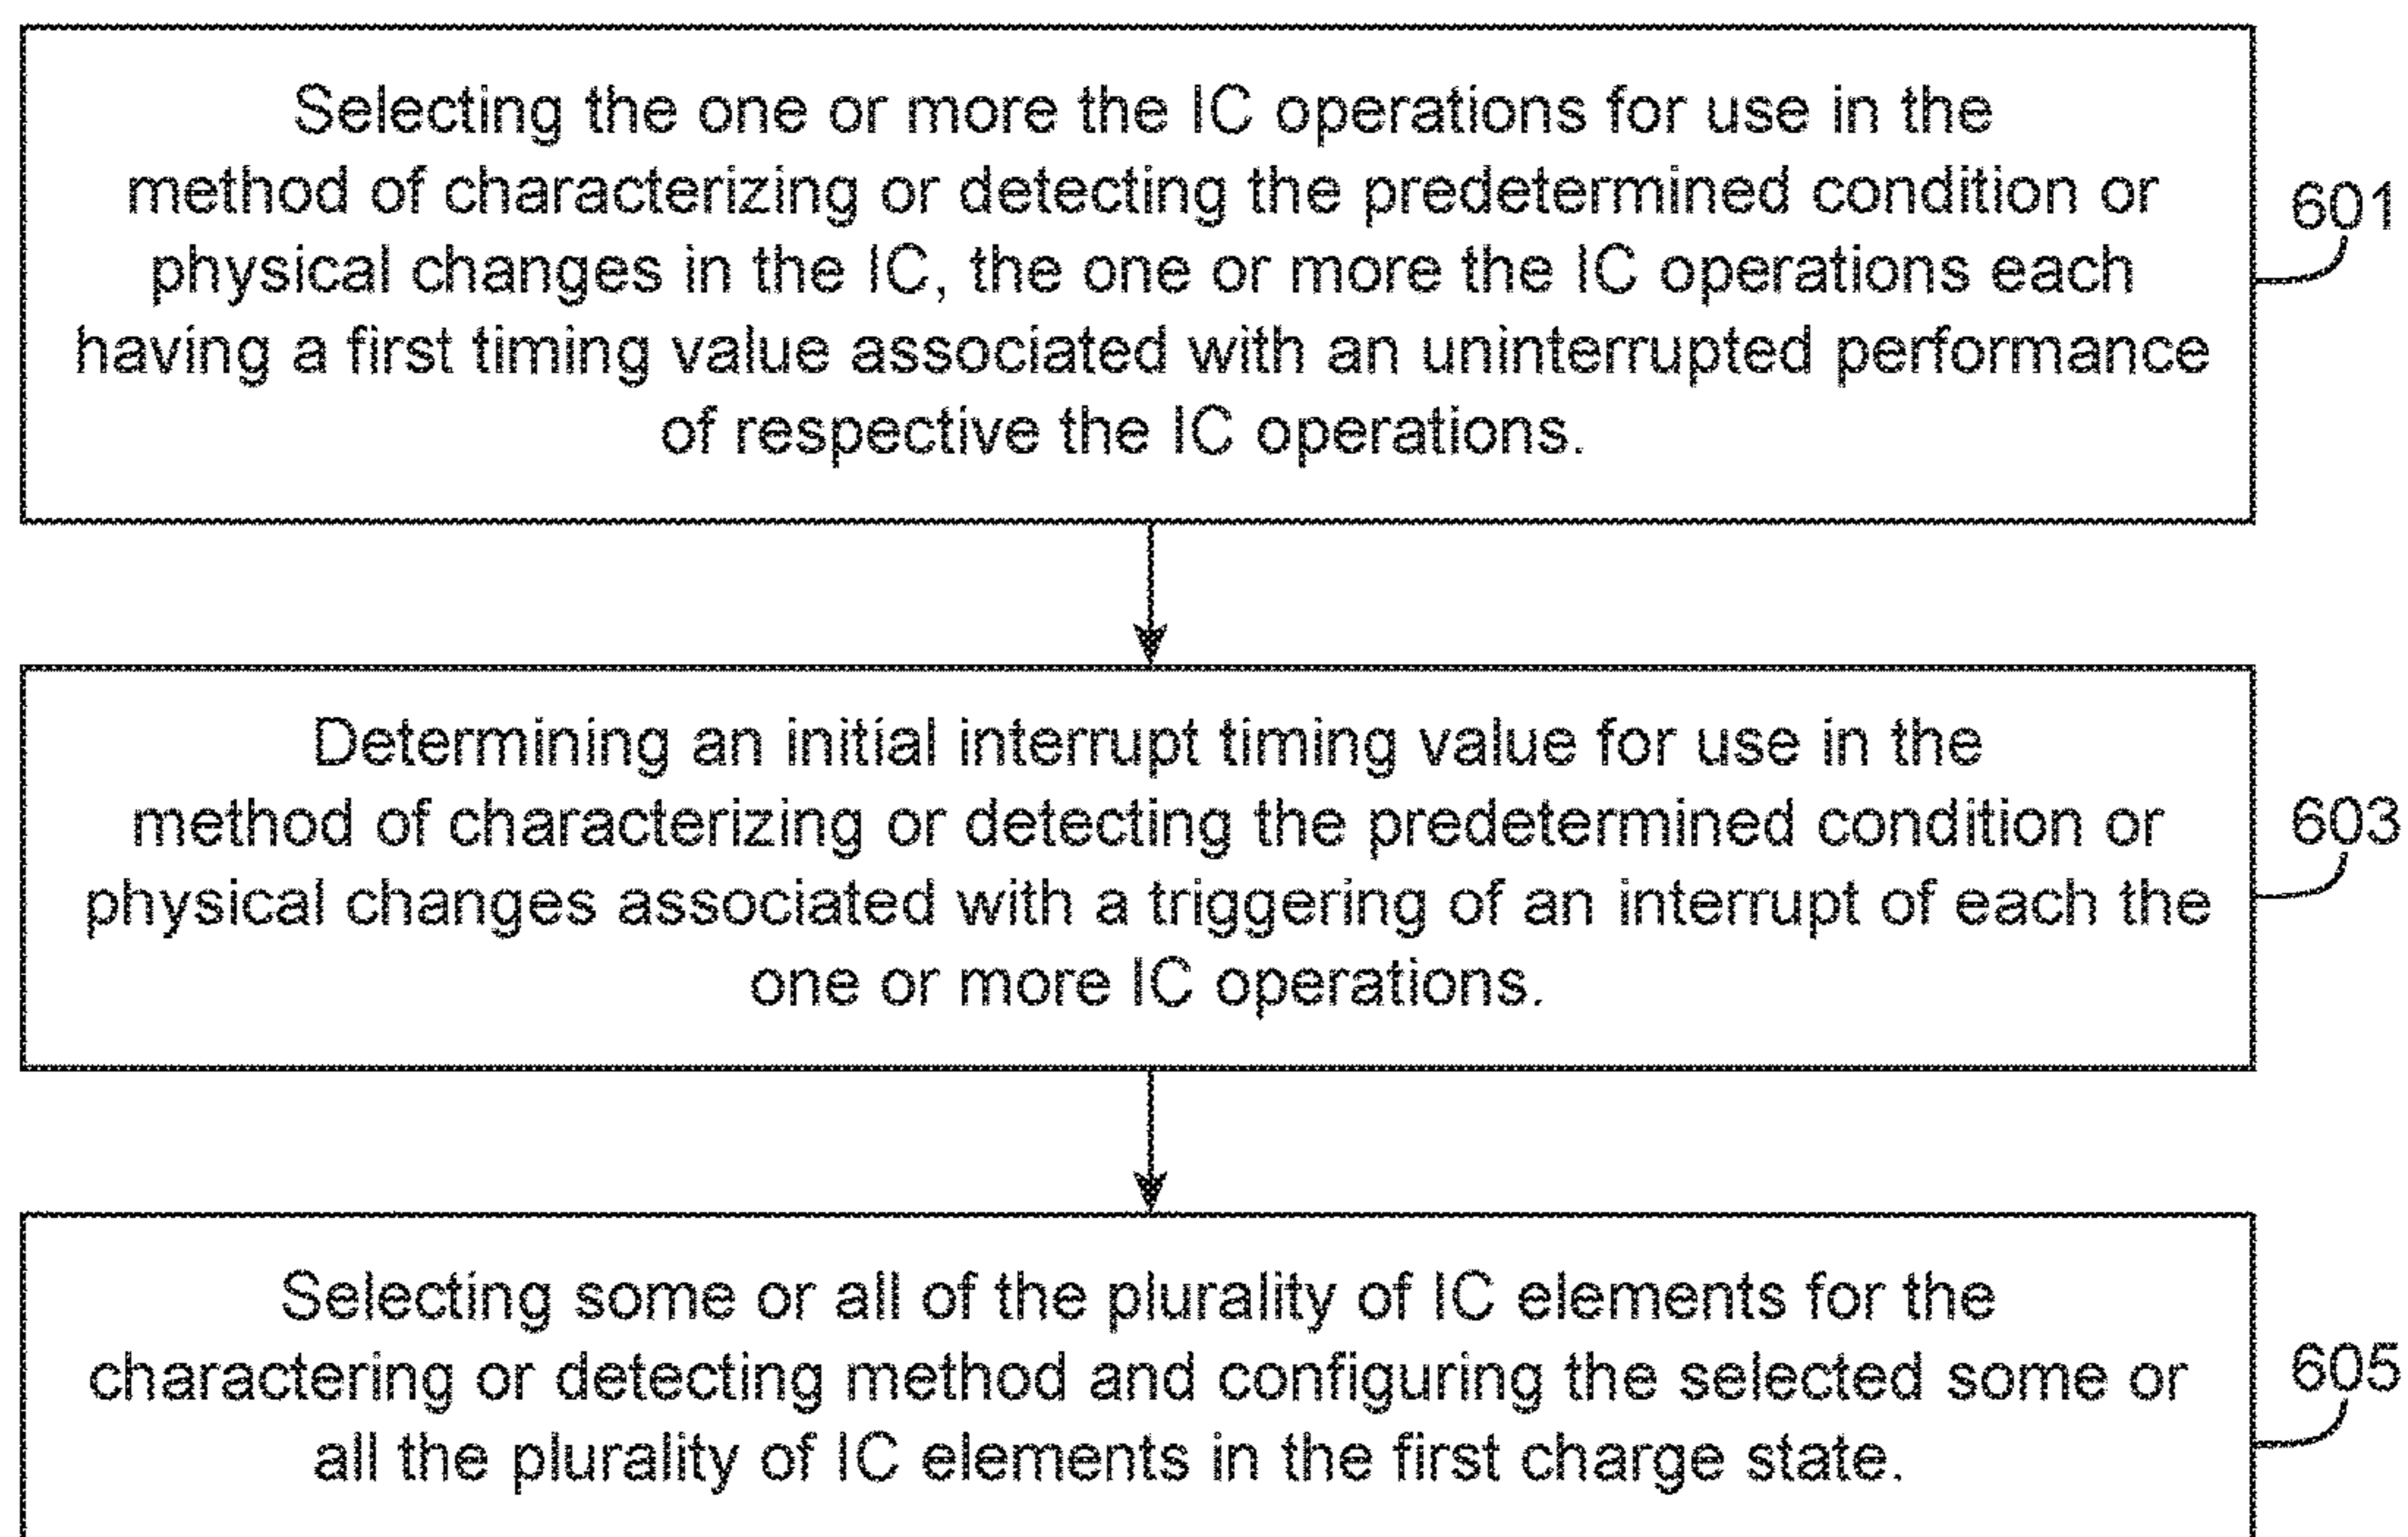 Selecting the one or more the IC operations for use in the
method of characterizing or detecting the predetermined condition or
physical changes in the IC, the one or more the IC operations each
having a first timing value associated with an uninterrupted performance
of respective the IC operations.
601
Determining an initial interrupt timing value for use in the
method of characterizing or detecting the predetermined condition or
physical changes associated with a triggering of an interrupt of each the
one or more IC operations.
603
Selecting some or all of the plurality of IC elements for the
charactering or detecting method and configuring the selected some or
all the plurality of IC elements in the first charge state.
605